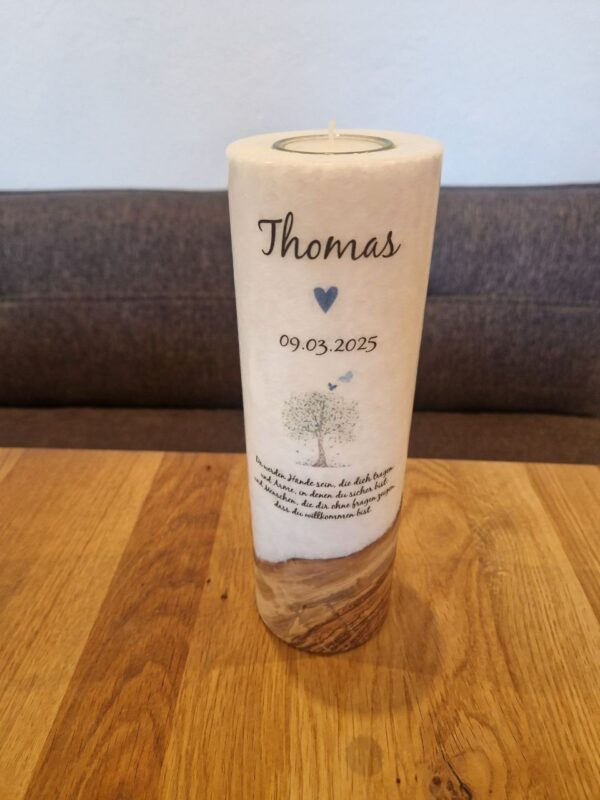 Thomas
09.03.2025
Da werden Hände sein, die dich tragen
und Arme, in denen du sicher bist
und Menschen, die dir ohne fragen zeigen
dass du willkommen bist.